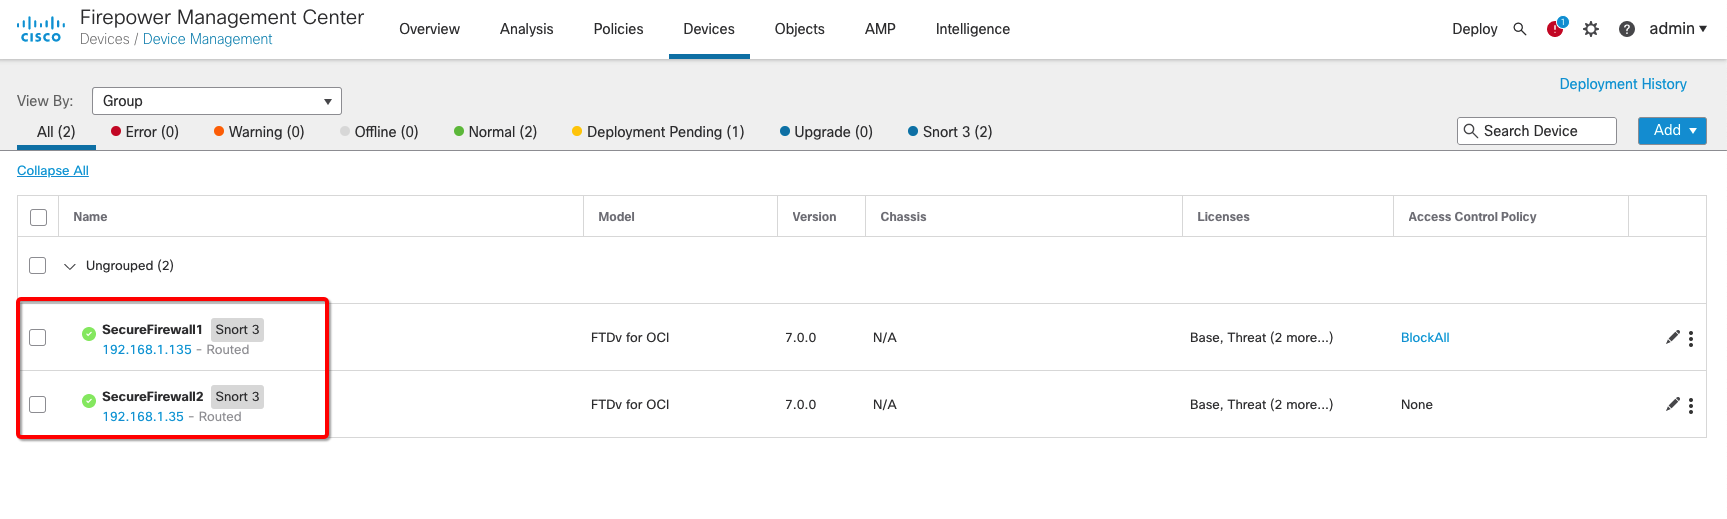 Firepower Management Center
CISCO
Devices / Device Management
Overview
Analysis
Policies
Devices
Objects
AMP
Intelligence
Deploy
1
admin
Deployment History
View By:
Group
All (2)
Error (0)
Warning (0)
Offline (0)
Normal (2)
Deployment Pending (1)
Upgrade (0)
Snort 3 (2)
Search Device
Add
Collapse All
Name
Model
Version
Chassis
Licenses
Access Control Policy
Ungrouped (2)
SecureFirewall1 Snort 3
192.168.1.135 - Routed
FTDv for OCI
7.0.0
N/A
Base, Threat (2 more...)
BlockAll
SecureFirewall2 Snort 3
192.168.1.35 - Routed
FTDv for OCI
7.0.0
N/A
Base, Threat (2 more...)
None